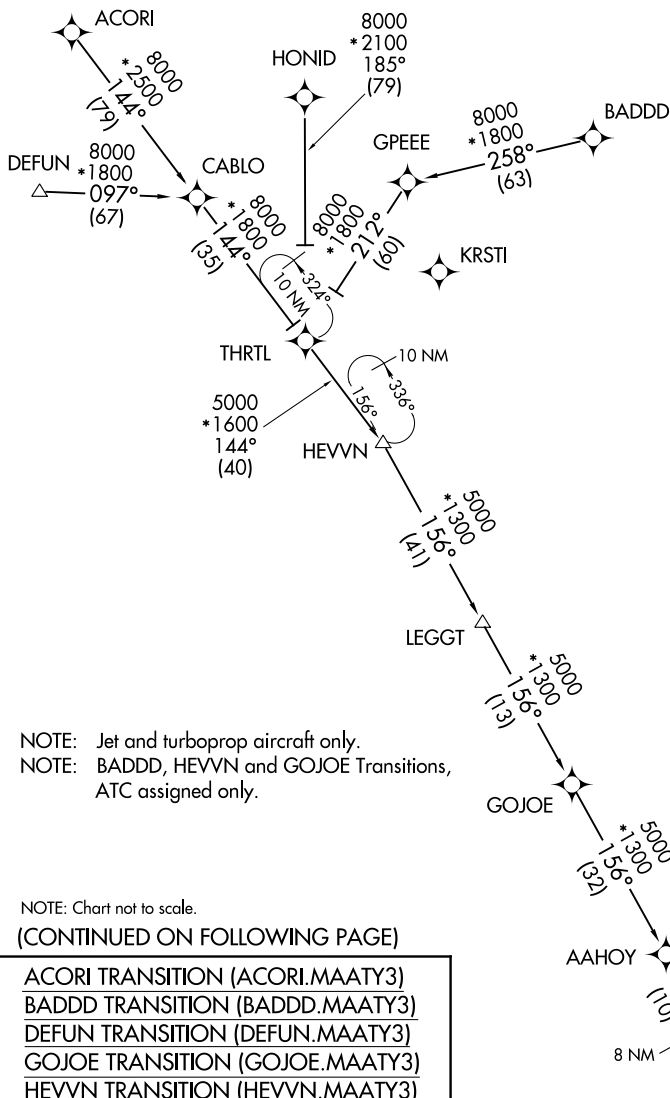 ACORI
8000
*2500
144°
(79)
HONID
8000
*2100
185°
(79)
BADDD
8000
*1800
258°
(63)
GPEEE
DEFUN
8000
*1800
097°
(67)
CABLO
8000
*1800
144°
(35)
8000
*1800
212°
(60)
KRSTI
10 NM
324°
THRTL
5000
*1600
144°
(40)
10 NM
156°
336°
HEVVN
5000
*1300
156°
(41)
LEGGT
5000
*1300
156°
(13)
NOTE: Jet and turboprop aircraft only.
NOTE: BADDD, HEVVN and GOJOE Transitions,
ATC assigned only.
GOJOE
5000
*1300
156°
(32)
NOTE: Chart not to scale.
(CONTINUED ON FOLLOWING PAGE)
AAHOY
(10)
8 NM
ACORI TRANSITION (ACORI.MAATY3)
BADDD TRANSITION (BADDD.MAATY3)
DEFUN TRANSITION (DEFUN.MAATY3)
GOJOE TRANSITION (GOJOE.MAATY3)
HEVVN TRANSITION (HEVVN.MAATY3)